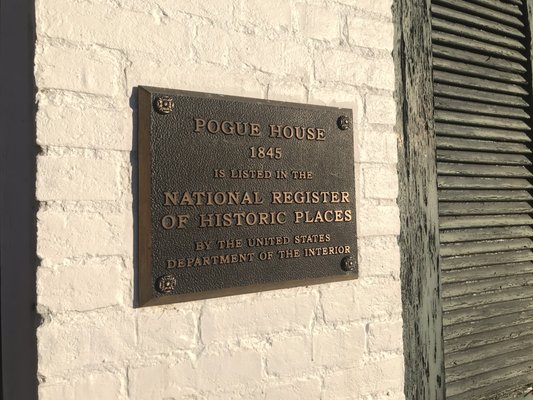 POGUE HOUSE
1845
IS LISTED IN THE
NATIONAL REGISTER
OF HISTORIC PLACES
BY THE UNITED STATES
DEPARTMENT OF THE INTERIOR